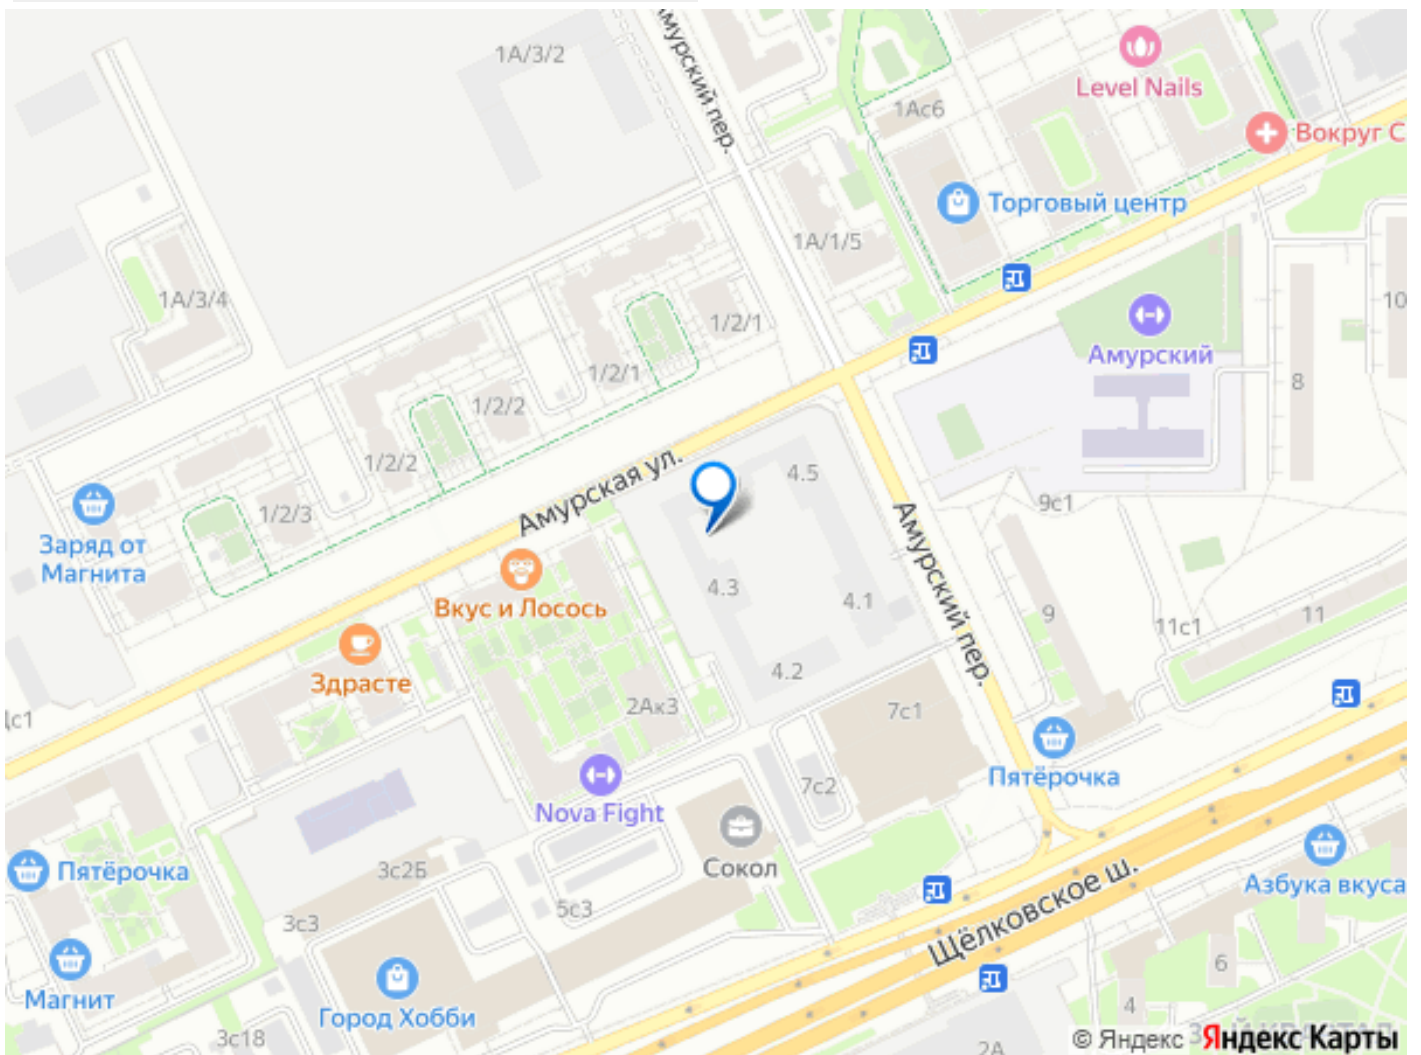 1А/3/2
Амурский пер.
Level Nails
1Ас6
Вокруг С
Торговый центр
1А/1/5
1А/3/4
1/2/1
10
Амурский
1/2/1
8
1/2/2
1/2/2
Амурская ул.
4.5
9с1
1/2/3
Заряд от
Магнита
Амурский пер.
Вкус и Лосось
4.3
4.1
9
11с1
11
Здрасте
4.2
2Ак3
7с1
Пятёрочка
7с2
Nova Fight
Сокол
Пятёрочка
3с2Б
Азбука вкуса
5с3
3с3
Щёлковское ш.
6
Магнит
Город Хобби
4
3с18
2А
© Яндекс Яндекс Карты